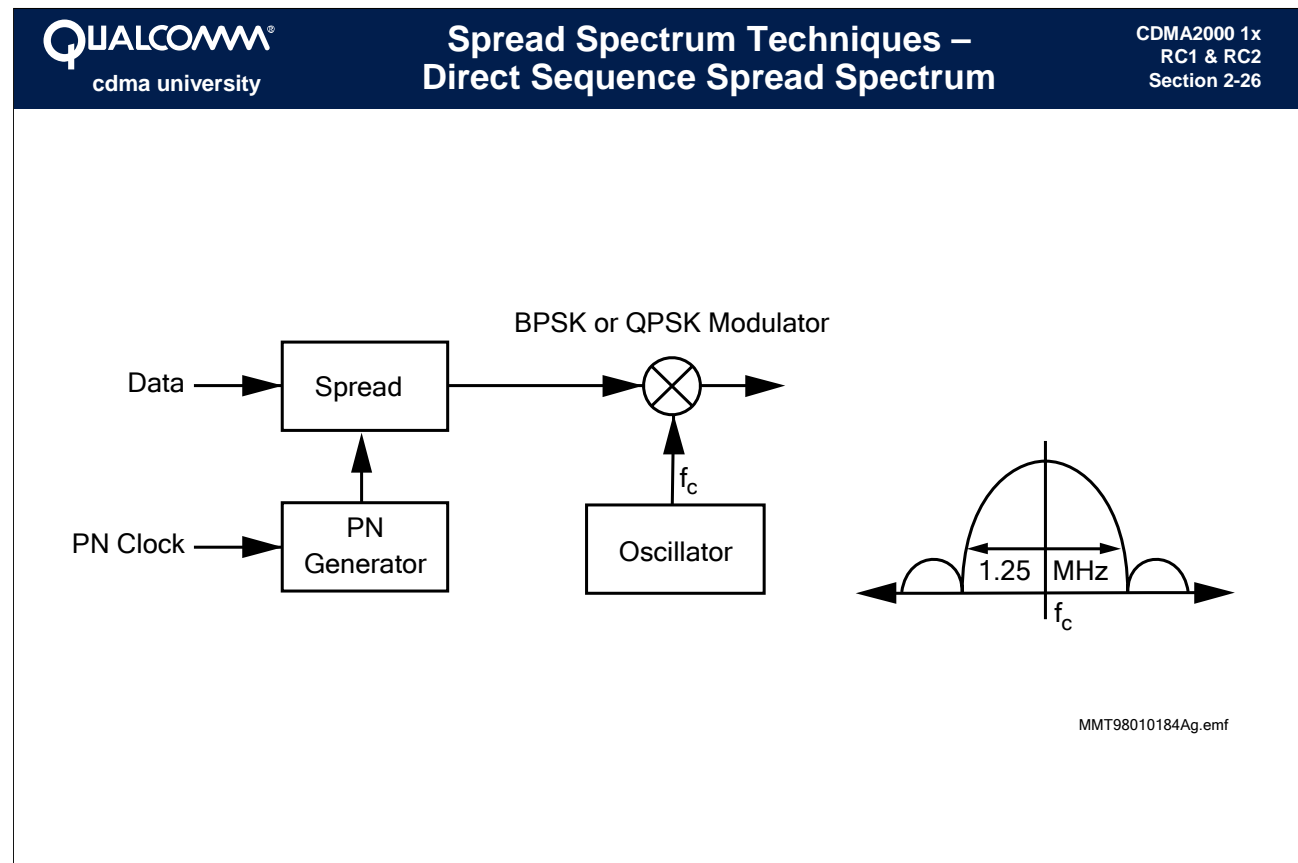 QUALCOMM®
cdma university
Spread Spectrum Techniques –
Direct Sequence Spread Spectrum
CDMA2000 1x
RC1 & RC2
Section 2-26
BPSK or QPSK Modulator
Data
Spread
fc
PN Clock
PN
Generator
Oscillator
1.25 MHz
fc
MMT98010184Ag.emf